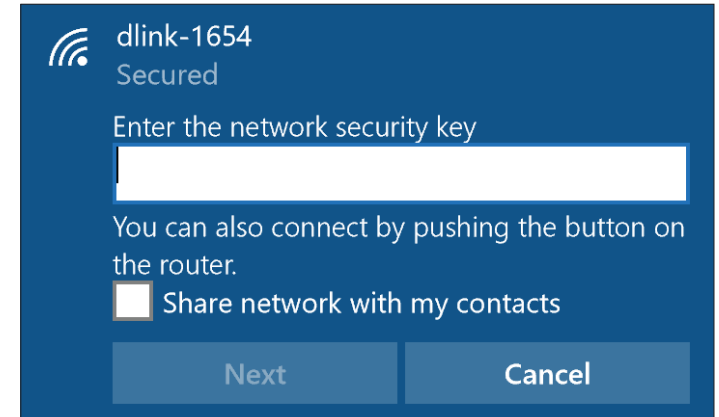 dlink-1654
Secured
Enter the network security key
You can also connect by pushing the button on
the router.
Share network with my contacts
Next
Cancel